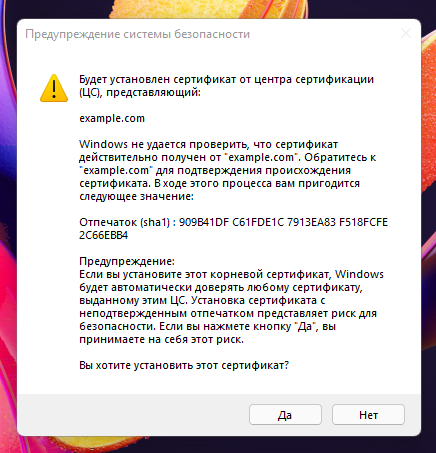 Предупреждение системы безопасности
Будет установлен сертификат от центра сертификации
(ЦС), представляющий:
example.com
Windows не удается проверить, что сертификат
действительно получен от "example.com". Обратитесь к
"example.com" для подтверждения происхождения
сертификата. В ходе этого процесса вам пригодится
следующее значение:
Отпечаток (sha1) : 909B41DF C61FDE1C 7913EA83 F518FCFE
2C66EBB4
Предупреждение:
Если вы установите этот корневой сертификат, Windows
будет автоматически доверять любому сертификату,
выданному этим ЦС. Установка сертификата с
неподтвержденным отпечатком представляет риск для
безопасности. Если вы нажмете кнопку "Да", вы
принимаете на себя этот риск.
Вы хотите установить этот сертификат?
Да
Нет